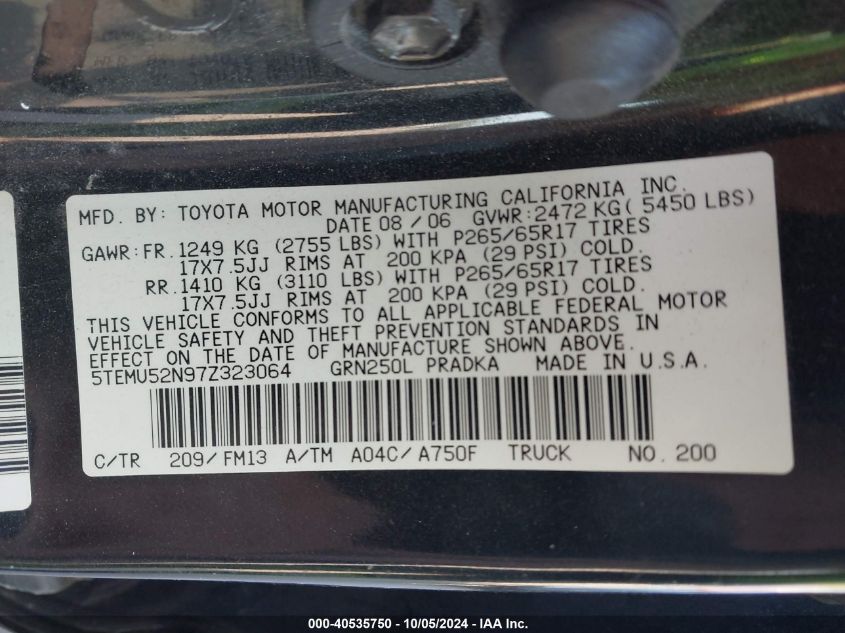 MFD. BY: TOYOTA MOTOR MANUFACTURING CALIFORNIA INC.
DATE 08 / 06 GVWR:2472 KG( 5450 LBS)
GAWR:FR. 1249 KG (2755 LBS) WITH P265/65R17 TIRES
17X7.5JJ RIMS AT 200 KPA (29 PSI) COLD.
RR. 1410 KG (3110 LBS) WITH P265/65R17 TIRES
17X7.5JJ RIMS AT 200 KPA (29 PSI) COLD.
THIS VEHICLE CONFORMS TO ALL APPLICABLE FEDERAL MOTOR
VEHICLE SAFETY AND THEFT PREVENTION STANDARDS IN
EFFECT ON THE DATE OF MANUFACTURE SHOWN ABOVE.
5TEMU52N97Z323064 GRN250L PRADKA MADE IN U.S.A.
C/TR 209/FM13 A/TM A04C/A750F TRUCK NO. 200
000-40535750 - 10/05/2024 - IAA Inc.